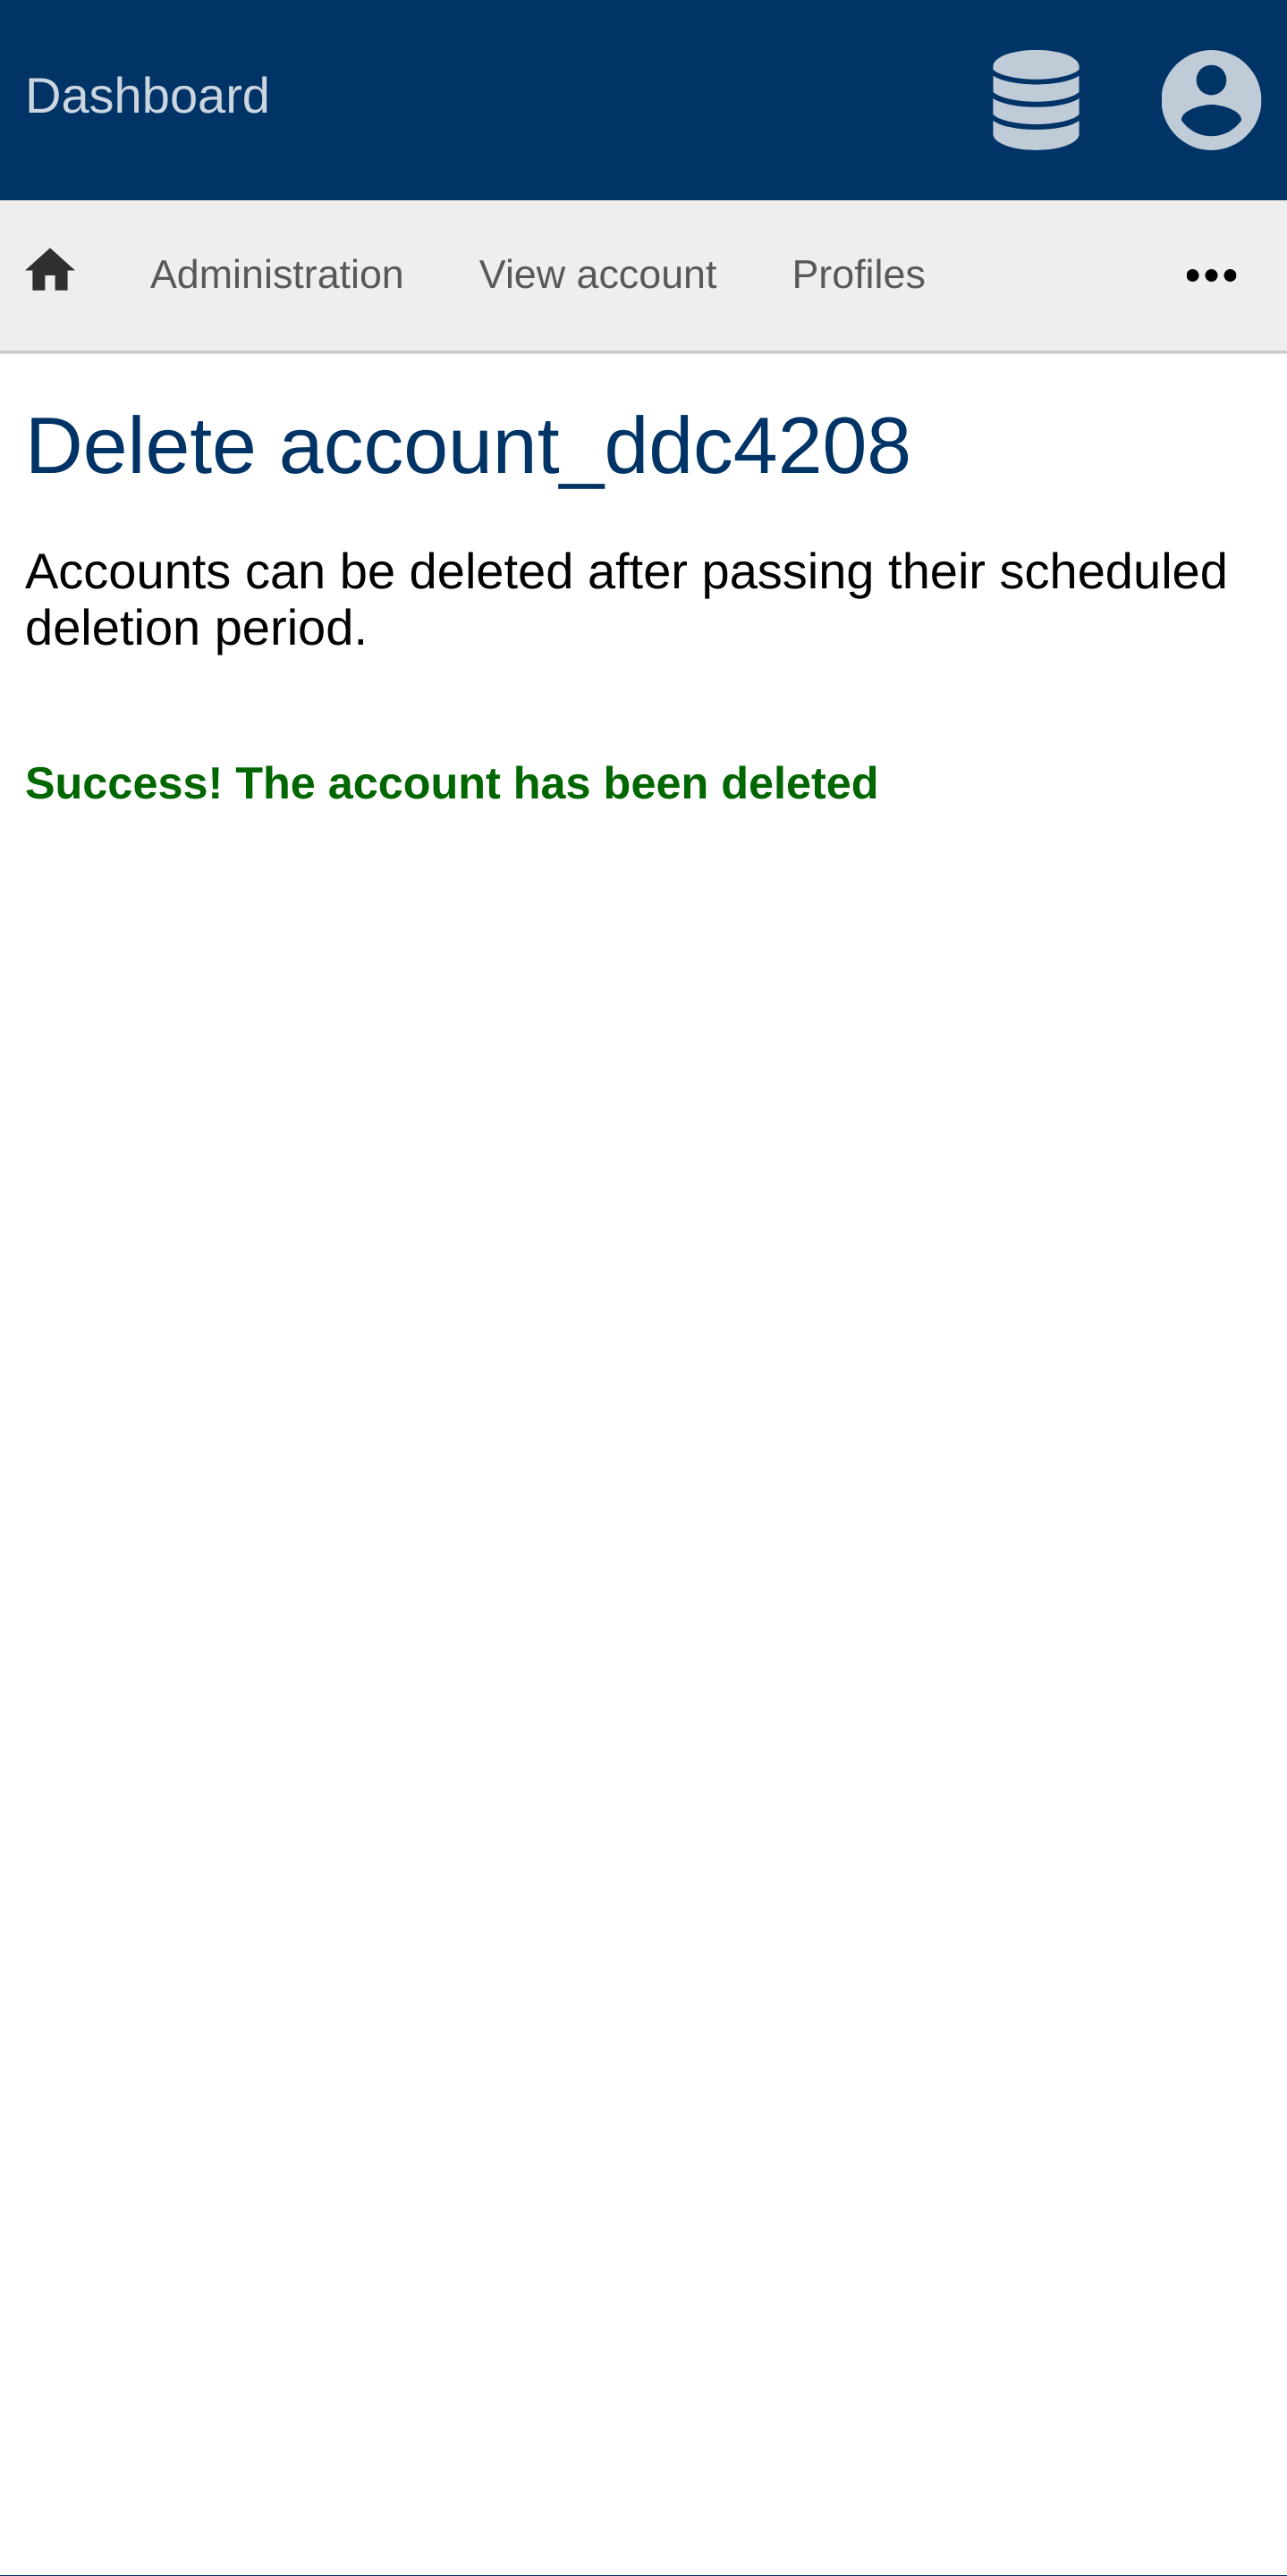 Dashboard
Administration View account Profiles
Delete account_ddc4208
Accounts can be deleted after passing their scheduled
deletion period.
Success! The account has been deleted